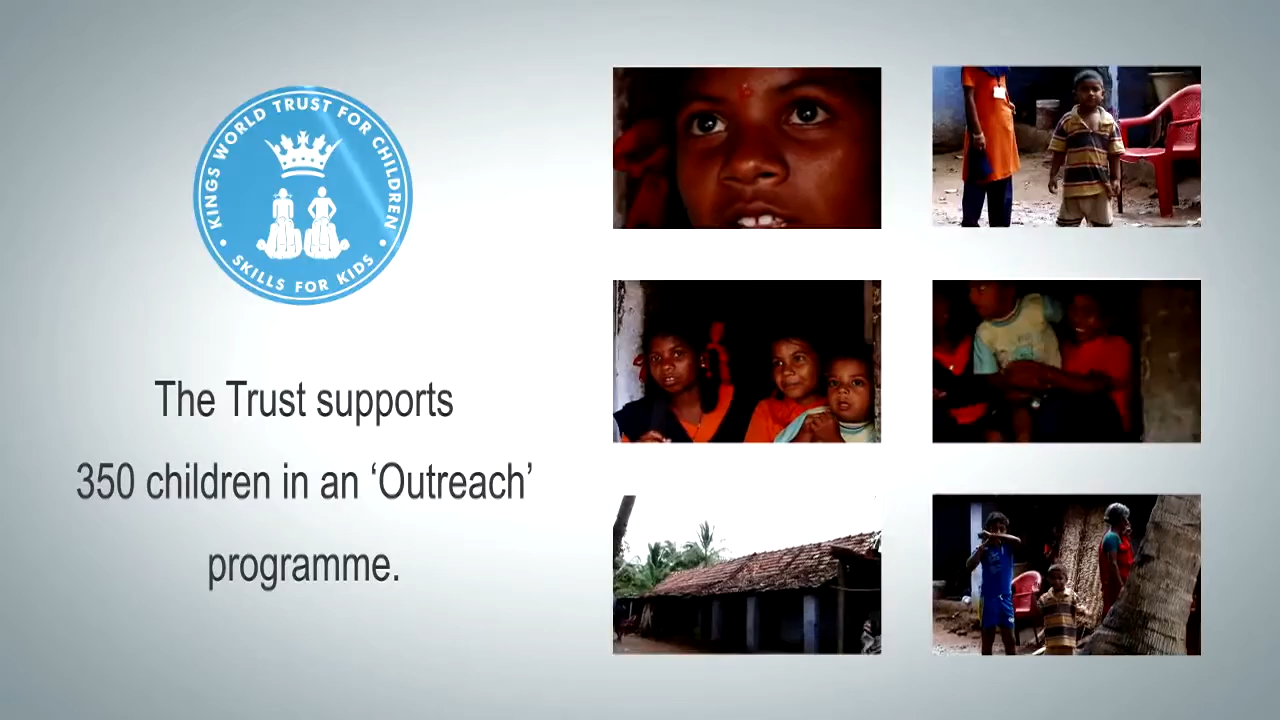 KINGS WORLD TRUST FOR CHILDREN
SKILLS FOR KIDS
The Trust supports
350 children in an ‘Outreach’
programme.